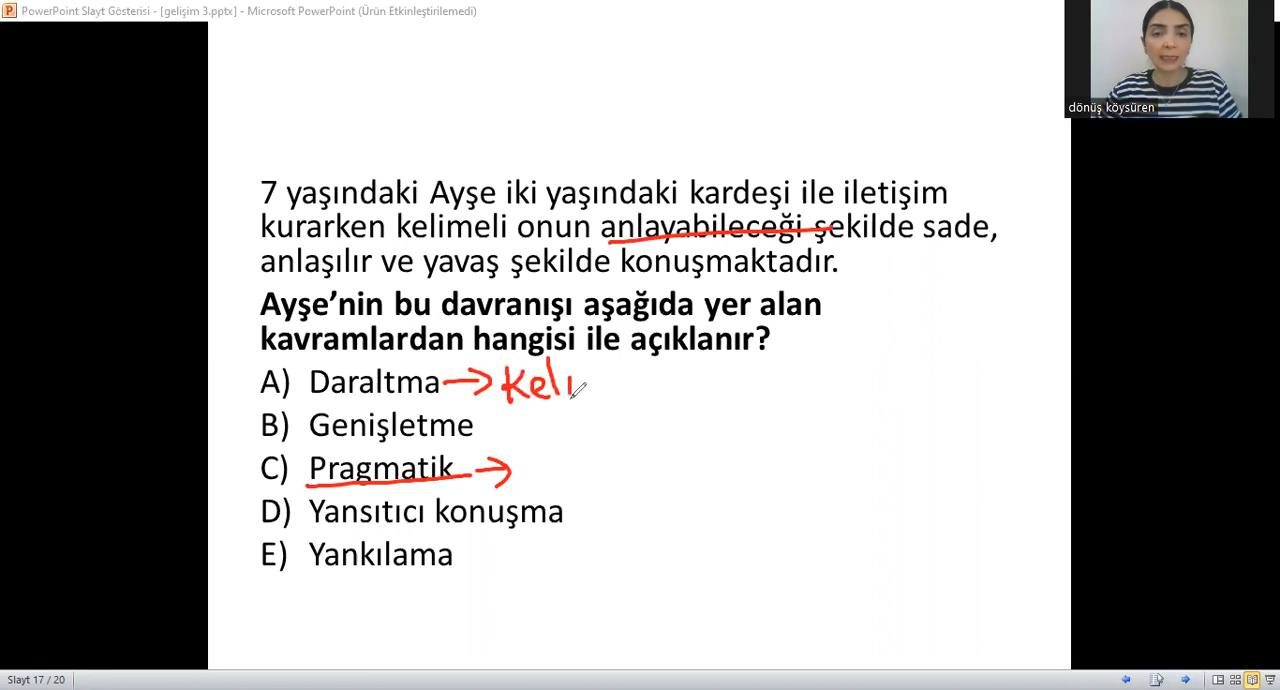 PowerPoint Slayt Gösterisi - [gelişim 3.pptx] - Microsoft PowerPoint (Ürün Etkinleştirilemedi)
dönüş köysüren
7 yaşındaki Ayşe iki yaşındaki kardeşi ile iletişim
kurarken kelimeli onun anlayabileceği şekilde sade,
anlaşılır ve yavaş şekilde konuşmaktadır.
Ayşe'nin bu davranışı aşağıda yer alan
kavramlardan hangisi ile açıklanır?
A) Daraltma → Kelı
B) Genişletme
C) Pragmatik →
D) Yansıtıcı konuşma
E) Yankılama
Slayt 17 / 20